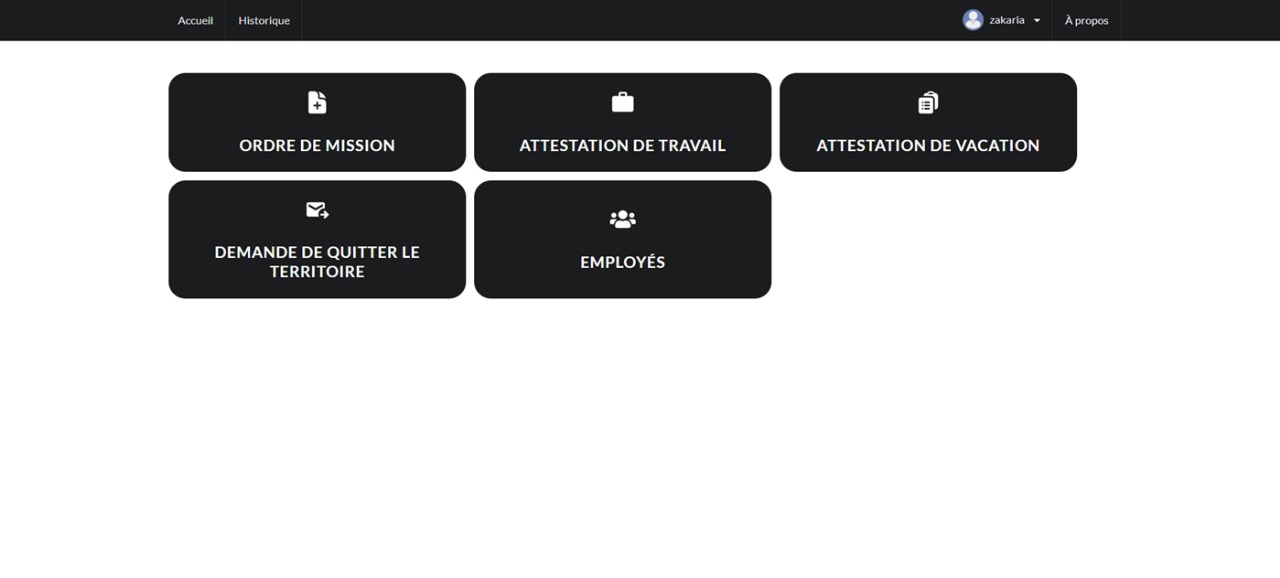 Accueil
Historique
zakaria
À propos
ORDRE DE MISSION
ATTESTATION DE TRAVAIL
ATTESTATION DE VACATION
DEMANDE DE QUITTER LE
TERRITOIRE
EMPLOYÉS